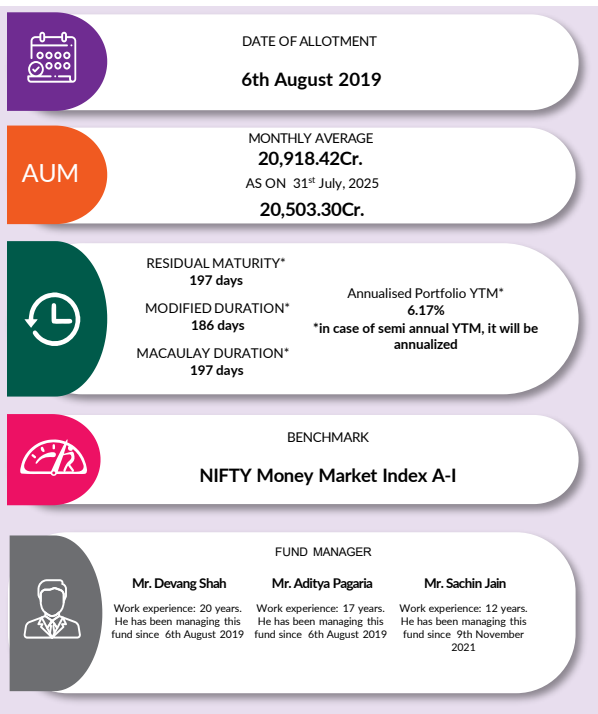 DATE OF ALLOTMENT
6th August 2019
AUM
MONTHLY AVERAGE
20,918.42Cr.
AS ON 31st July, 2025
20,503.30Cr.
RESIDUAL MATURITY*
197 days
MODIFIED DURATION*
186 days
MACAULAY DURATION*
197 days
Annualised Portfolio YTM*
6.17%
*in case of semi annual YTM, it will be
annualized
BENCHMARK
NIFTY Money Market Index A-I
FUND MANAGER
Mr. Devang Shah
Work experience: 20 years.
He has been managing this
fund since 6th August 2019
Mr. Aditya Pagaria
Work experience: 17 years.
He has been managing this
fund since 6th August 2019
Mr. Sachin Jain
Work experience: 12 years.
He has been managing this
fund since 9th November
2021